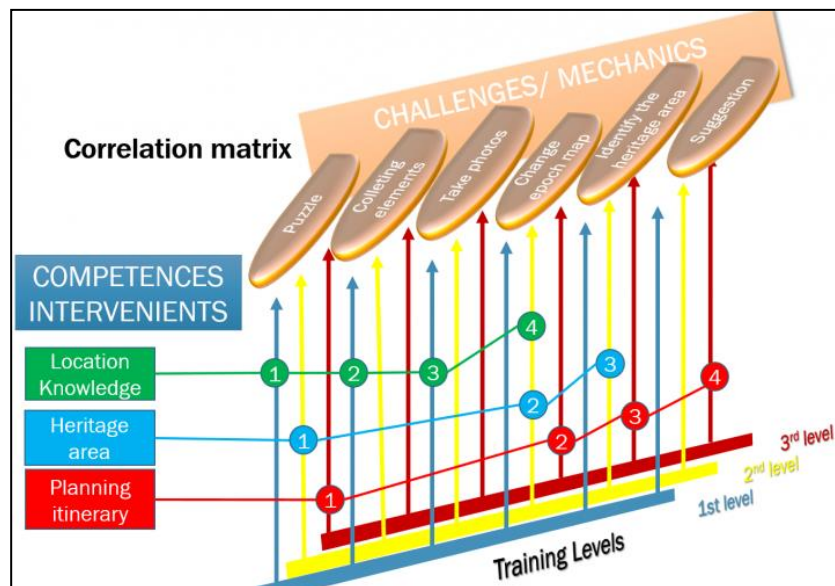 CHALLENGES/ MECHANICS
Correlation matrix
Puzzle
Colleting
elements
Take photos
Change
epoch map
Identify the
heritage area
Suggestion
COMPETENCES
INTERVENIENTS
Location
Knowledge
1
2
3
4
Heritage
area
1
2
3
Planning
itinerary
1
2
3
4
3rd level
2nd level
1st level
Training Levels